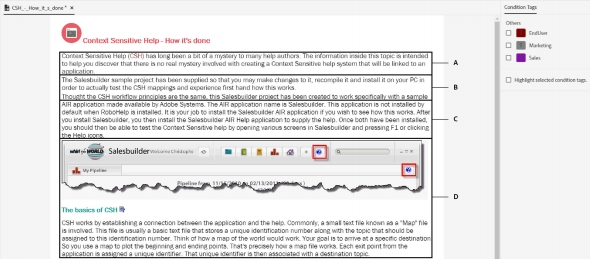 CSH_-_How_it_s_done * ×
Context Sensitive Help - How it's done
Context Sensitive Help (CSH) has long been a bit of a mystery to many help authors. The information inside this topic is intended
to help you discover that there is no real mystery involved with creating a Context Sensitive help system that will be linked to an
application.
A
The Salesbuilder sample project has been supplied so that you may make changes to it, recompile it and install it on your PC in
order to actually test the CSH mappings and experience first hand how this works.
B
Thought the CSH workflow principles are the same, this Salesbuilder project has been created to work specifically with a sample
AIR application made available by Adobe Systems. The AIR application name is Salesbuilder. This application is not installed by
default when RoboHelp is installed. It is your job to install the Salesbuilder AIR application if you wish to see how this works. After
you install Salesbuilder, you then install the Salesbuilder AIR Help application to supply the help. Once both have been installed,
you should then be able to test the Context Sensitive help by opening various screens in Salesbuilder and pressing F1 or clicking
the Help icons.
C
WORLD Salesbuilder Welcome Christophe
My Pipeline
D
The basics of CSH
CSH works by establishing a connection between the application and the help. Commonly, a small text file known as a "Map" file
is involved. This file is usually a basic text file that stores a unique identification number along with the topic that should be
assigned to this identification number. Think of how a map of the world would work. Your goal is to arrive at a specific destination
So you use a map to plot the beginning and ending points. That's precisely how a map file works. Each exit point from the
application is assigned a unique identifier. That unique identifier is then associated with a destination topic.
Condition Tags
Others
EndUser
Marketing
Sales
Highlight selected condition tags.